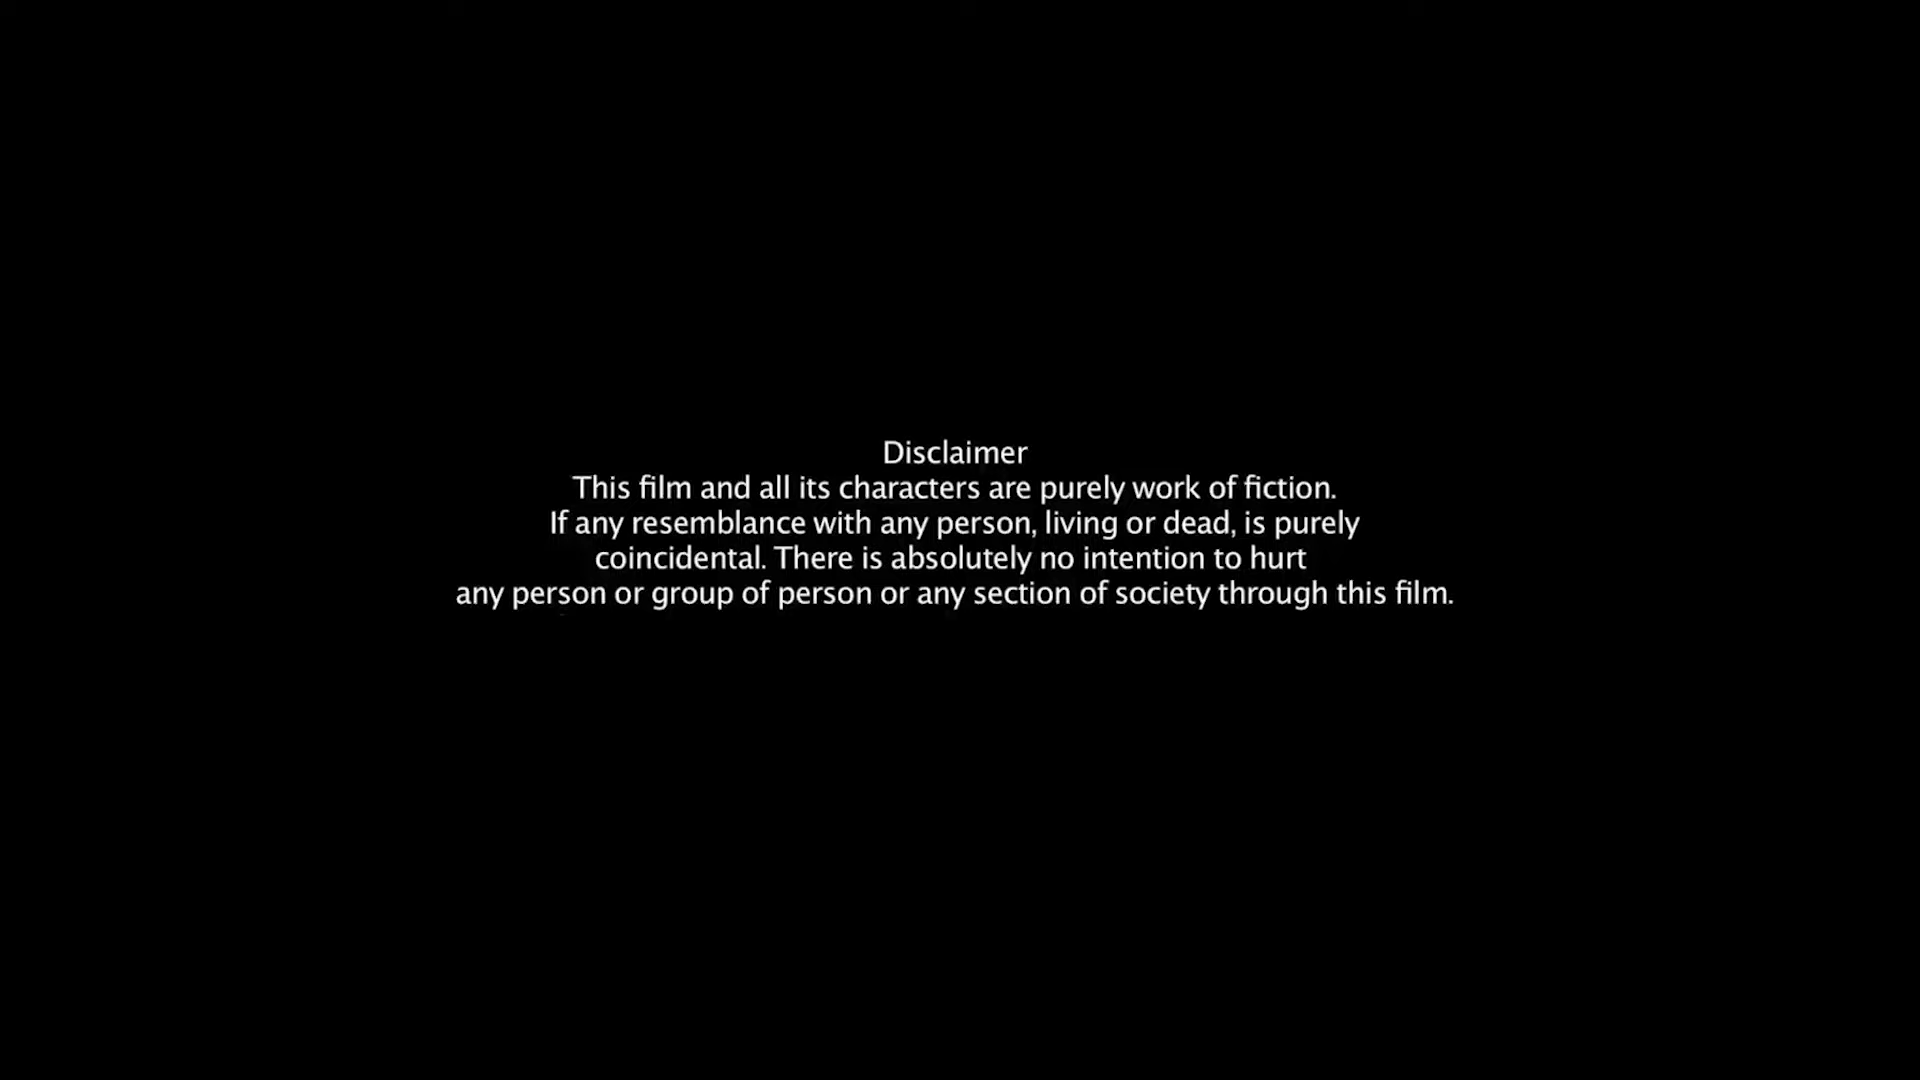 Disclaimer
This film and all its characters are purely work of fiction.
If any resemblance with any person, living or dead, is purely
coincidental. There is absolutely no intention to hurt
any person or group of person or any section of society through this film.